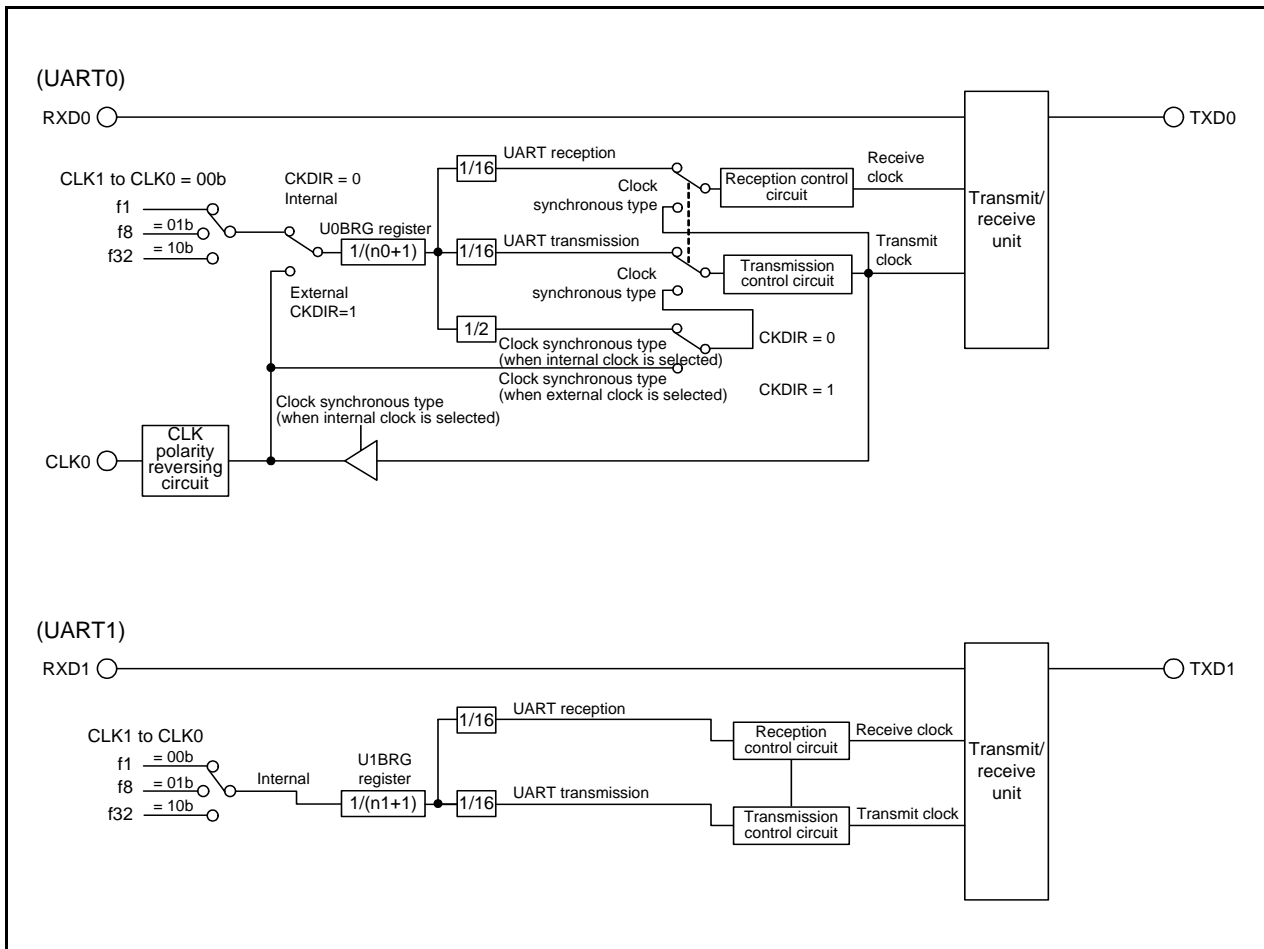 (UART0)
RXD0
TXD0
CLK1 to CLK0 = 00b
f1
f8
= 01b
f32
= 10b
CKDIR = 0
Internal
External
CKDIR=1
U0BRG register
1/(n0+1)
1/16
UART reception
Clock
synchronous type
1/16
UART transmission
Clock
synchronous type
1/2
Clock synchronous type
(when internal clock is selected)
Clock synchronous type
(when external clock is selected)
CKDIR = 0
CKDIR = 1
Reception control
circuit
Receive
clock
Transmission
control circuit
Transmit
clock
Transmit/
receive
unit
Clock synchronous type
(when internal clock is selected)
CLK0
CLK
polarity
reversing
circuit
(UART1)
RXD1
TXD1
CLK1 to CLK0
f1
= 00b
f8
= 01b
f32
= 10b
Internal
U1BRG
register
1/(n1+1)
1/16
UART reception
1/16
UART transmission
Reception
control circuit
Receive clock
Transmission
control circuit
Transmit clock
Transmit/
receive
unit